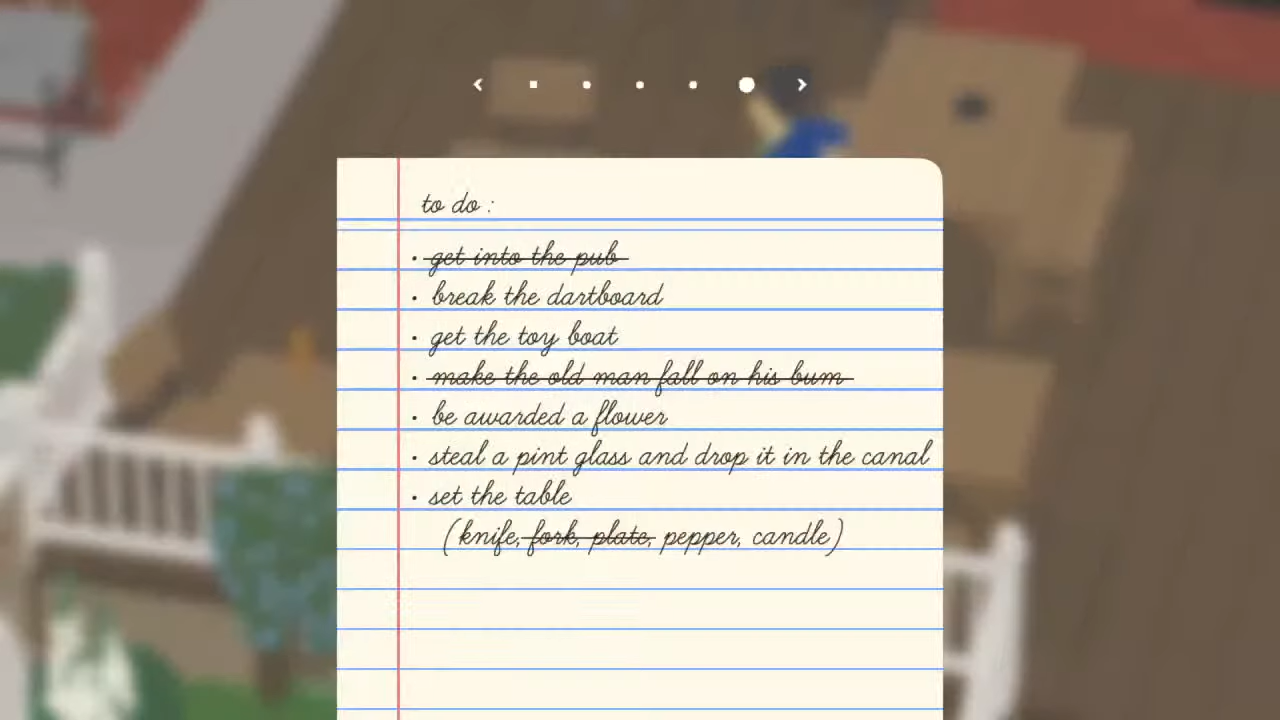 to do :
• get into the pub
• break the dartboard
• get the toy boat
• make the old man fall on his bum
• be awarded a flower
• steal a pint glass and drop it in the canal
• set the table
(knife, fork, plate, pepper, candle)